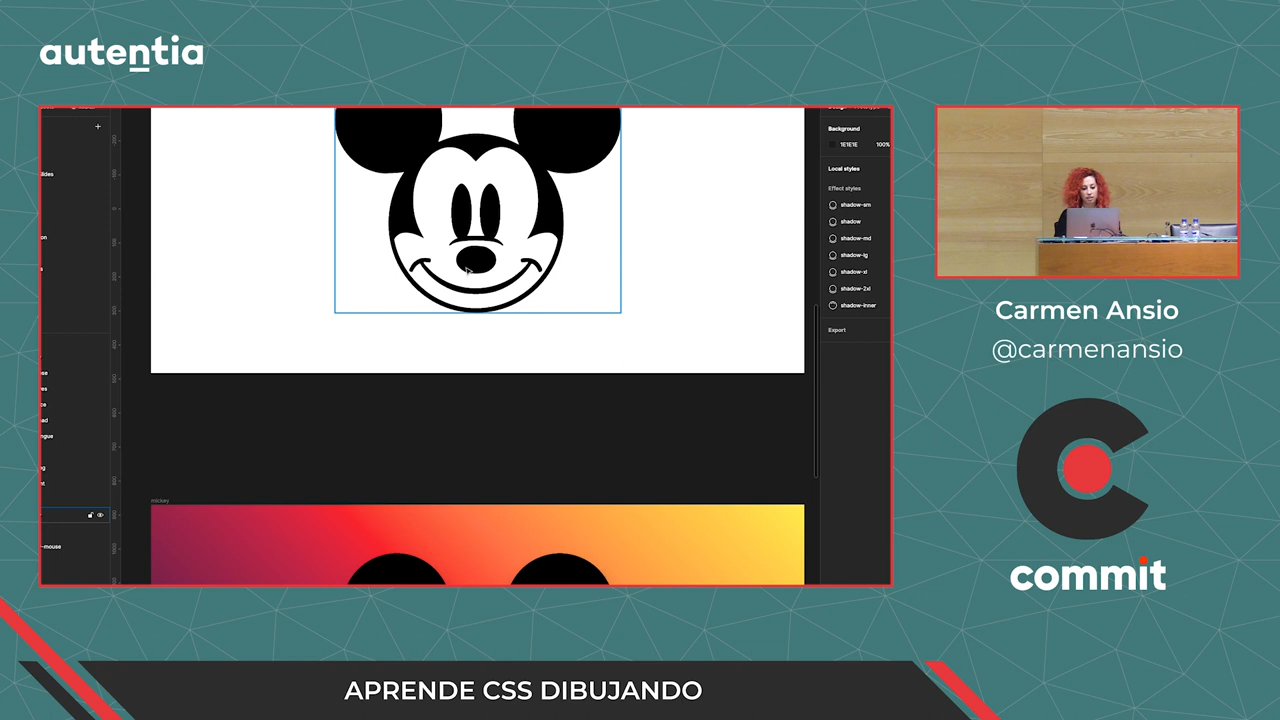 autentia
Background
1E1E1E 100%
Local styles
Effect styles
shadow-sm
shadow
shadow-md
shadow-lg
shadow-xl
shadow-2xl
shadow-inner
Export
mickey
-mouse
Carmen Ansio
@carmenansio
commit
APRENDE CSS DIBUJANDO